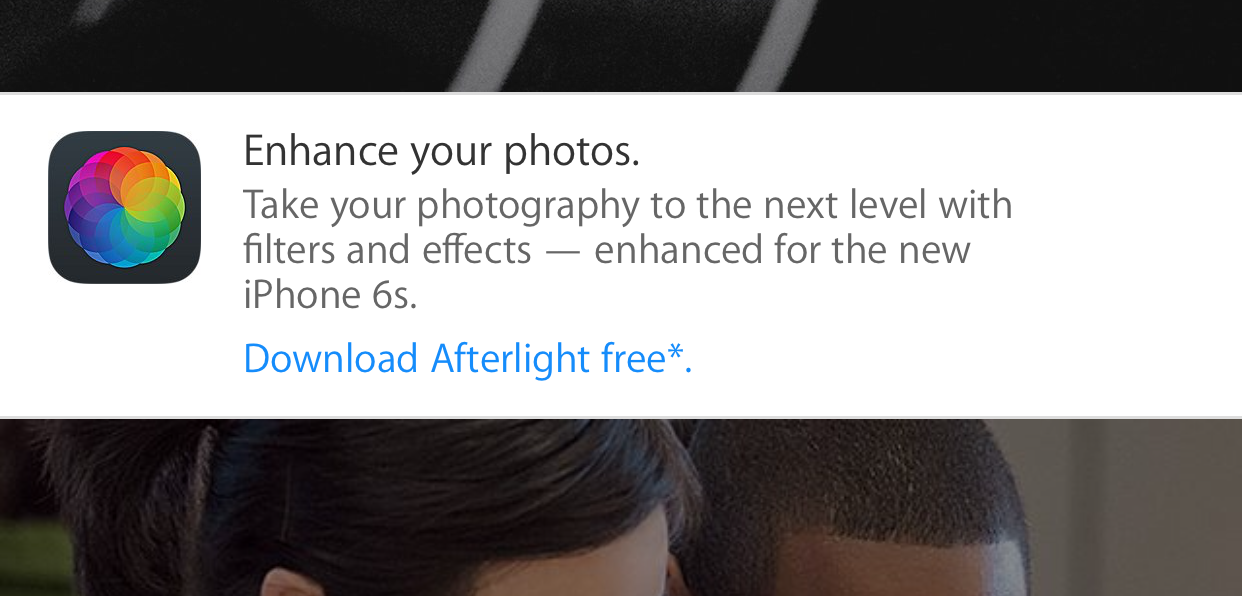 Enhance your photos.
Take your photography to the next level with
filters and effects — enhanced for the new
iPhone 6s.
Download Afterlight free*.